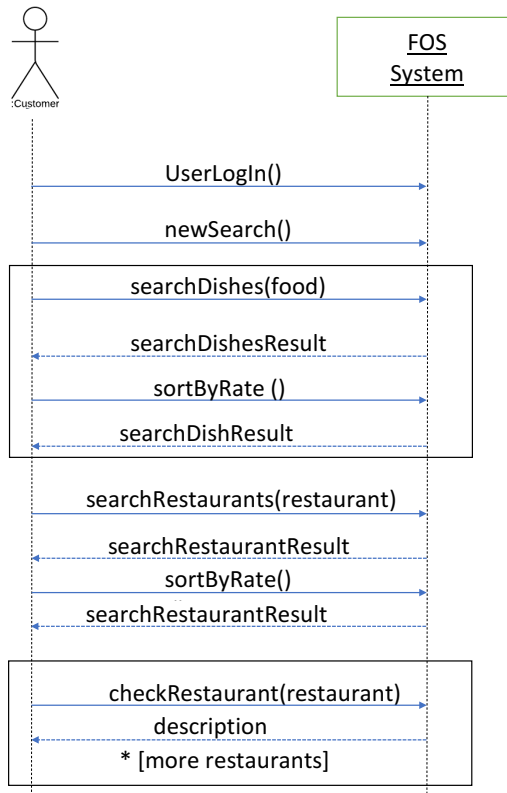 :Customer
FOS
System
UserLogIn()
newSearch()
searchDishes(food)
searchDishesResult
sortByRate ()
searchDishResult
searchRestaurants(restaurant)
searchRestaurantResult
sortByRate()
searchRestaurantResult
checkRestaurant(restaurant)
description
* [more restaurants]